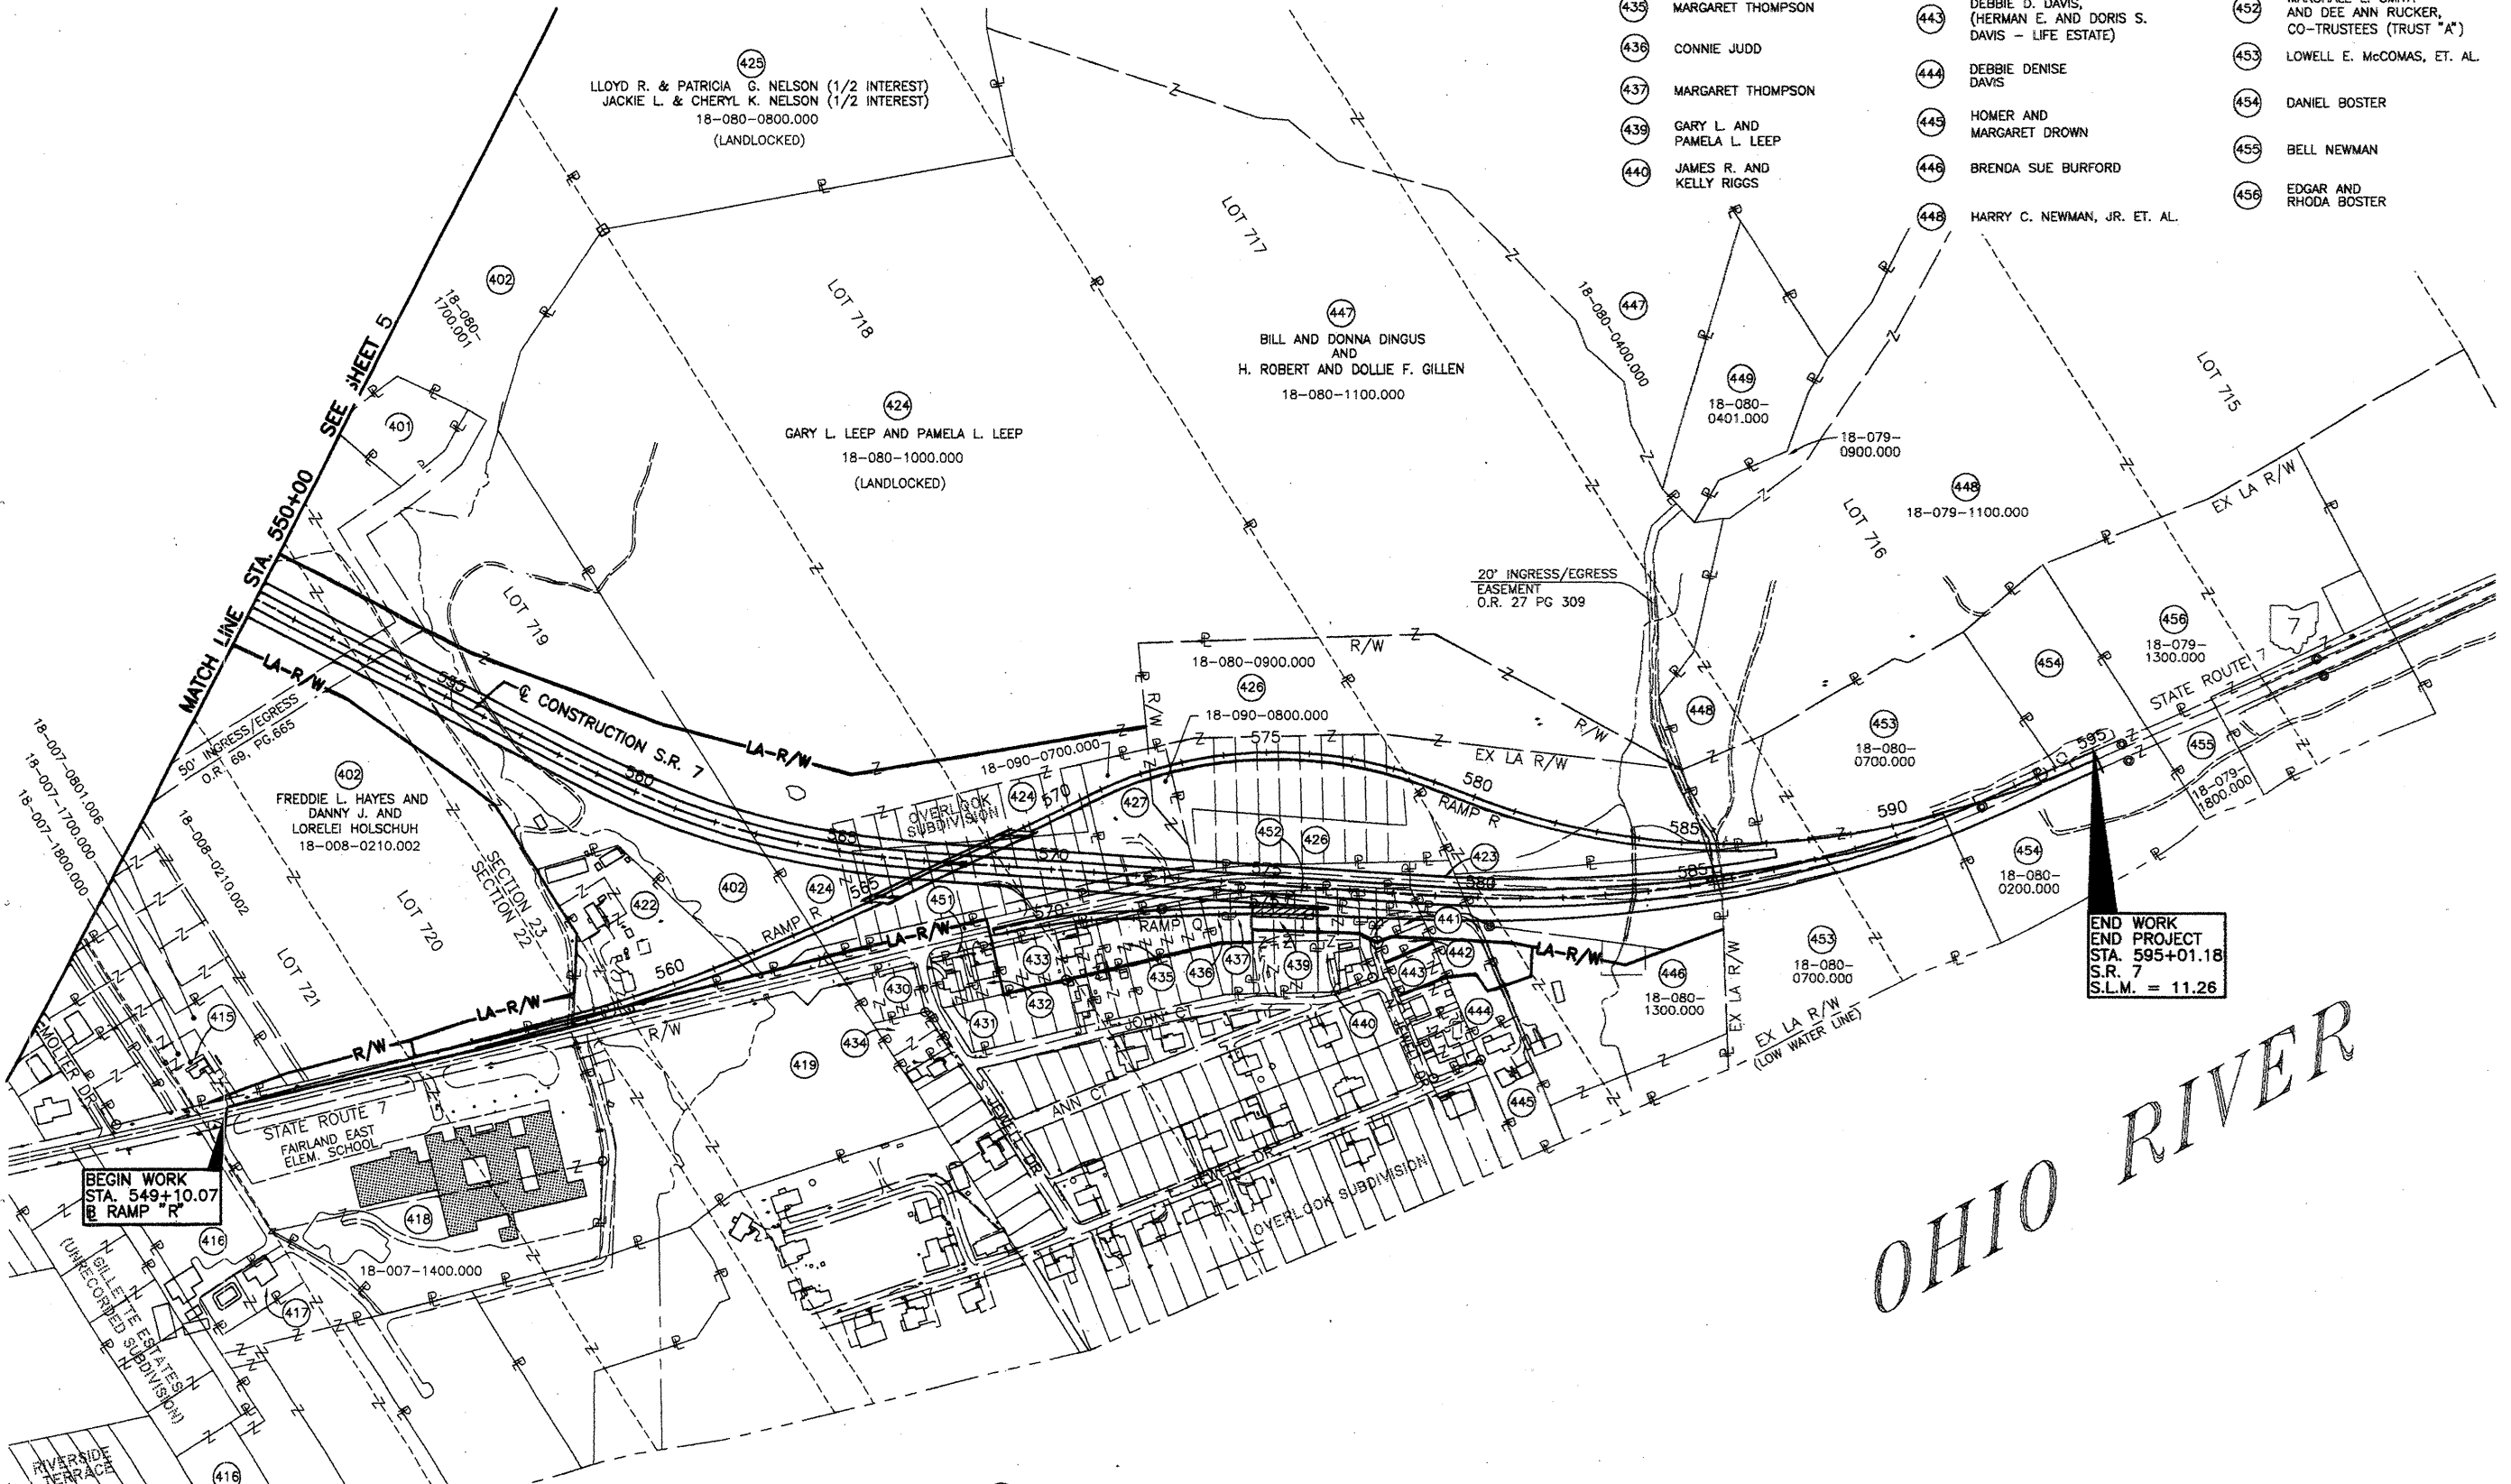 425
LLOYD R. & PATRICIA G. NELSON (1/2 INTEREST)
JACKIE L. & CHERYL K. NELSON (1/2 INTEREST)
18-080-0800.000
(LANDLOCKED)
435 MARGARET THOMPSON
436 CONNIE JUDD
437 MARGARET THOMPSON
439 GARY L. AND
PAMELA L. LEEP
440 JAMES R. AND
KELLY RIGGS
443 DEBBIE D. DAVIS,
(HERMAN E. AND DORIS S.
DAVIS - LIFE ESTATE)
444 DEBBIE DENISE
DAVIS
445 HOMER AND
MARGARET DROWN
446 BRENDA SUE BURFORD
448 HARRY C. NEWMAN, JR. ET. AL.
452
AND DEE ANN RUCKER,
CO-TRUSTEES (TRUST "A")
453 LOWELL E. McCOMAS, ET. AL.
454 DANIEL BOSTER
455 BELL NEWMAN
456 EDGAR AND
RHODA BOSTER
402
18-080-
1700.001
401
MATCH LINE STA. 550+00 SEE SHEET 5
LOT 718
LOT 717
424
GARY L. LEEP AND PAMELA L. LEEP
18-080-1000.000
(LANDLOCKED)
447
BILL AND DONNA DINGUS
AND
H. ROBERT AND DOLLIE F. GILLEN
18-080-1100.000
447
18-080-0400.000
449
18-080-
0401.000
18-079-
0900.000
448
18-079-1100.000
LOT 716
LOT 715
EX LA R/W
20' INGRESS/EGRESS
EASEMENT
O.R. 27 PG 309
LOT 719
LA-R/W
555
℄ CONSTRUCTION S.R. 7
560
LA-R/W
18-080-0900.000
R/W
426
18-090-0800.000
R/W
R/W
18-090-0700.000
575
EX LA R/W
580
RAMP R
448
453
18-080-
0700.000
454
456
18-079-
1300.000
7
STATE ROUTE 7
455
18-079-
1800.000
595
590
585
50' INGRESS/EGRESS
O.R. 69, PG.665
18-007-0801.006
18-007-1700.000
18-007-1800.000
18-008-0210.002
402
FREDDIE L. HAYES AND
DANNY J. AND
LORELEI HOLSCHUH
18-008-0210.002
SECTION 23
SECTION 22
LOT 720
LOT 721
OVERLOOK
SUBDIVISION
424
570
427
565
570
452
426
423
575
580
585
402
424
565
451
422
RAMP R
560
LA-R/W
570
RAMP Q
433
435
436
437
439
441
442
443
LA-R/W
446
18-080-
1300.000
EX LA R/W
453
18-080-
0700.000
454
18-080-
0200.000
END WORK
END PROJECT
STA. 595+01.18
S.R. 7
S.L.M. = 11.26
430
431
432
434
419
440
444
445
JOHN CT
ANN CT
S JEWEL DR
JEWEL DR
OVERLOOK SUBDIVISION
EX LA R/W
(LOW WATER LINE)
LA-R/W
R/W
R/W
415
STATE ROUTE 7
FAIRLAND EAST
ELEM. SCHOOL
BEGIN WORK
STA. 549+10.07
℄ RAMP "R"
416
418
18-007-1400.000
417
GILLETTE ESTATES
(UNRECORDED SUBDIVISION)
RIVERSIDE
TERRACE
416
OHIO RIVER